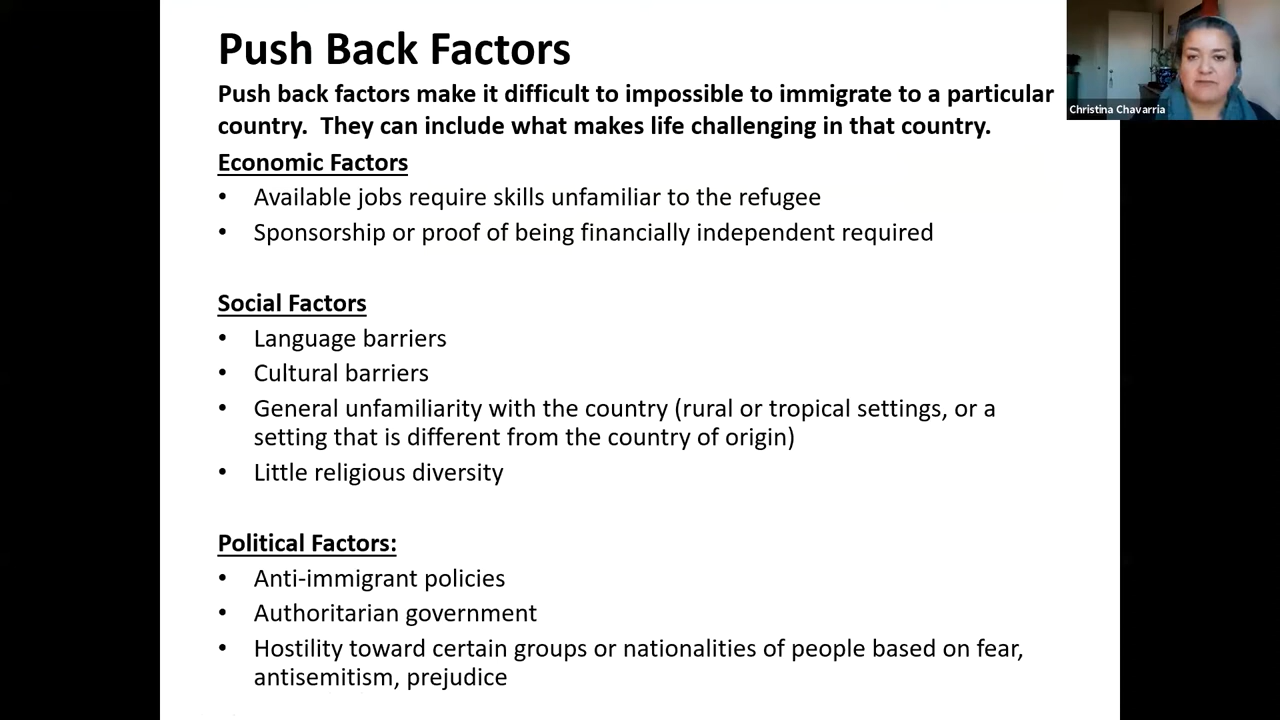 Push Back Factors
Push back factors make it difficult to impossible to immigrate to a particular
country.  They can include what makes life challenging in that country.
Economic Factors
• Available jobs require skills unfamiliar to the refugee
• Sponsorship or proof of being financially independent required
Social Factors
• Language barriers
• Cultural barriers
• General unfamiliarity with the country (rural or tropical settings, or a
setting that is different from the country of origin)
• Little religious diversity
Political Factors:
• Anti-immigrant policies
• Authoritarian government
• Hostility toward certain groups or nationalities of people based on fear,
antisemitism, prejudice
Christina Chavarria